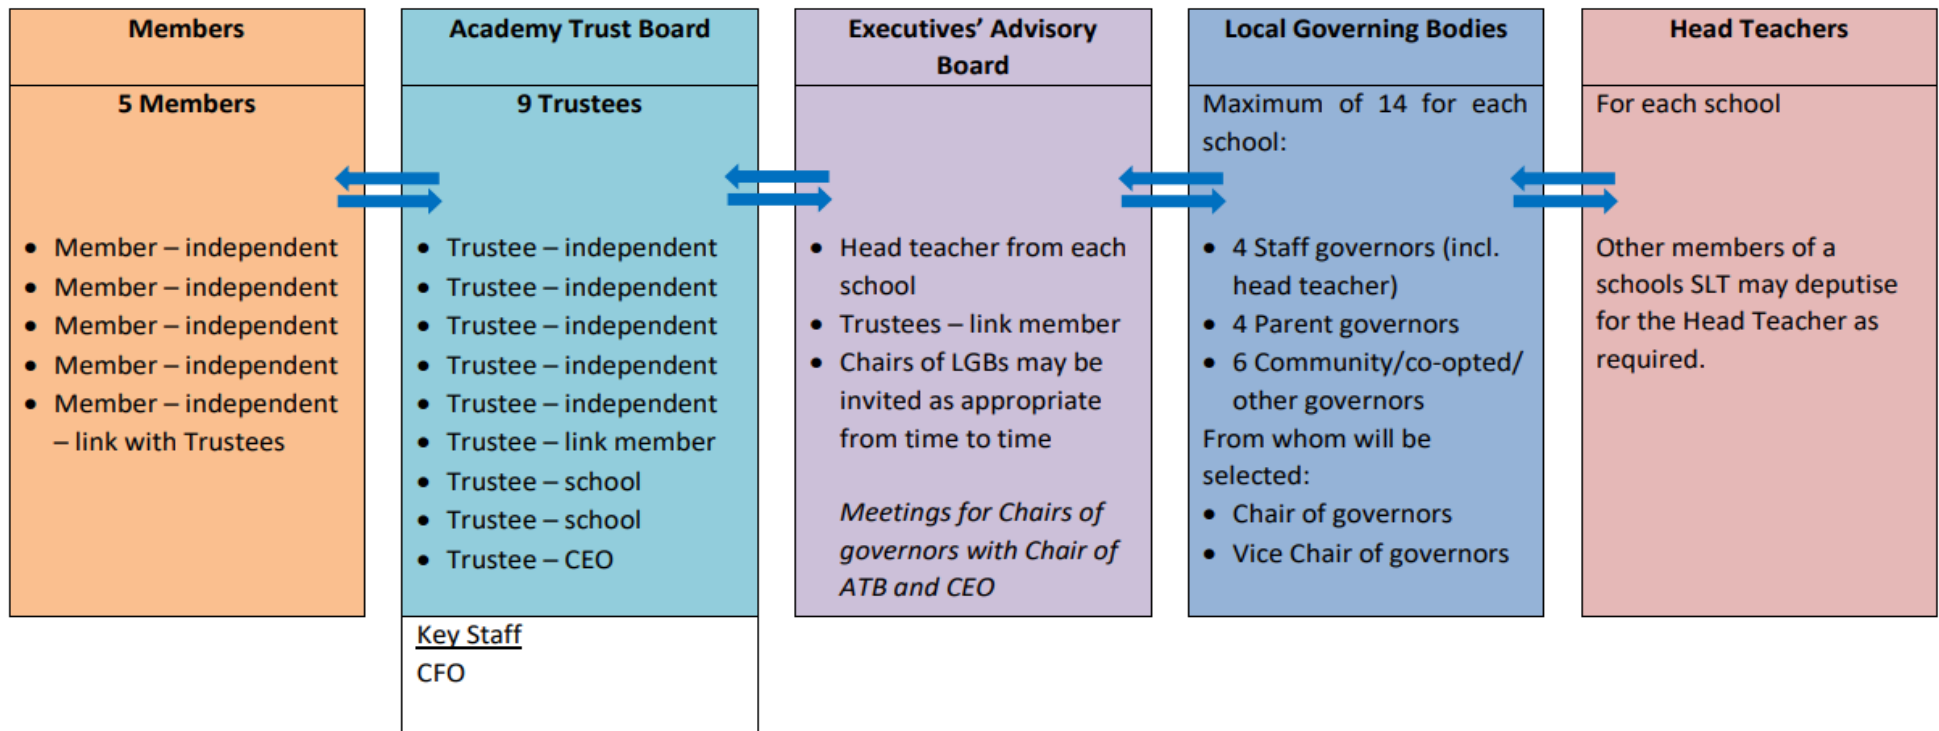 Members
5 Members
• Member – independent
• Member – independent
• Member – independent
• Member – independent
• Member – independent
– link with Trustees
Academy Trust Board
9 Trustees
• Trustee – independent
• Trustee – independent
• Trustee – independent
• Trustee – independent
• Trustee – independent
• Trustee – link member
• Trustee – school
• Trustee – school
• Trustee – CEO
Key Staff
CFO
Executives’ Advisory
Board
• Head teacher from each
school
• Trustees – link member
• Chairs of LGBs may be
invited as appropriate
from time to time
Meetings for Chairs of
governors with Chair of
ATB and CEO
Local Governing Bodies
Maximum of 14 for each
school:
• 4 Staff governors (incl.
head teacher)
• 4 Parent governors
• 6 Community/co-opted/
other governors
From whom will be
selected:
• Chair of governors
• Vice Chair of governors
Head Teachers
For each school
Other members of a
schools SLT may deputise
for the Head Teacher as
required.